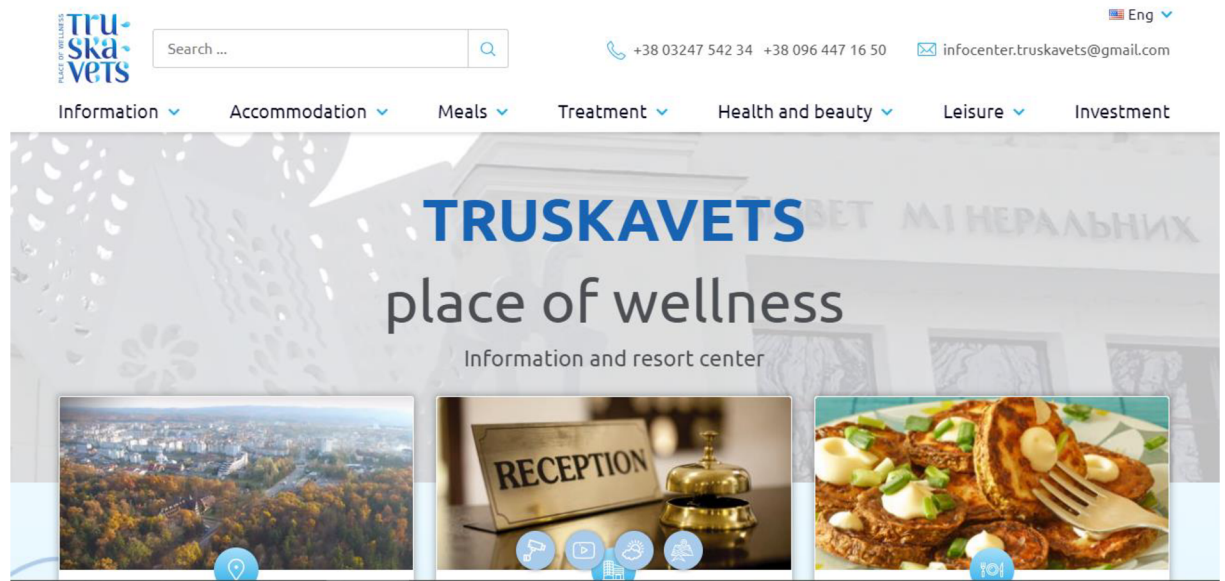 Eng
PLACE OF WELLNESS
Tru
ska
vets
Search ...
+38 03247 542 34 +38 096 447 16 50
infocenter.truskavets@gmail.com
Information
Accommodation
Meals
Treatment
Health and beauty
Leisure
Investment
МІНЕРАЛЬНИХ
TRUSKAVETS
place of wellness
Information and resort center
RECEPTION